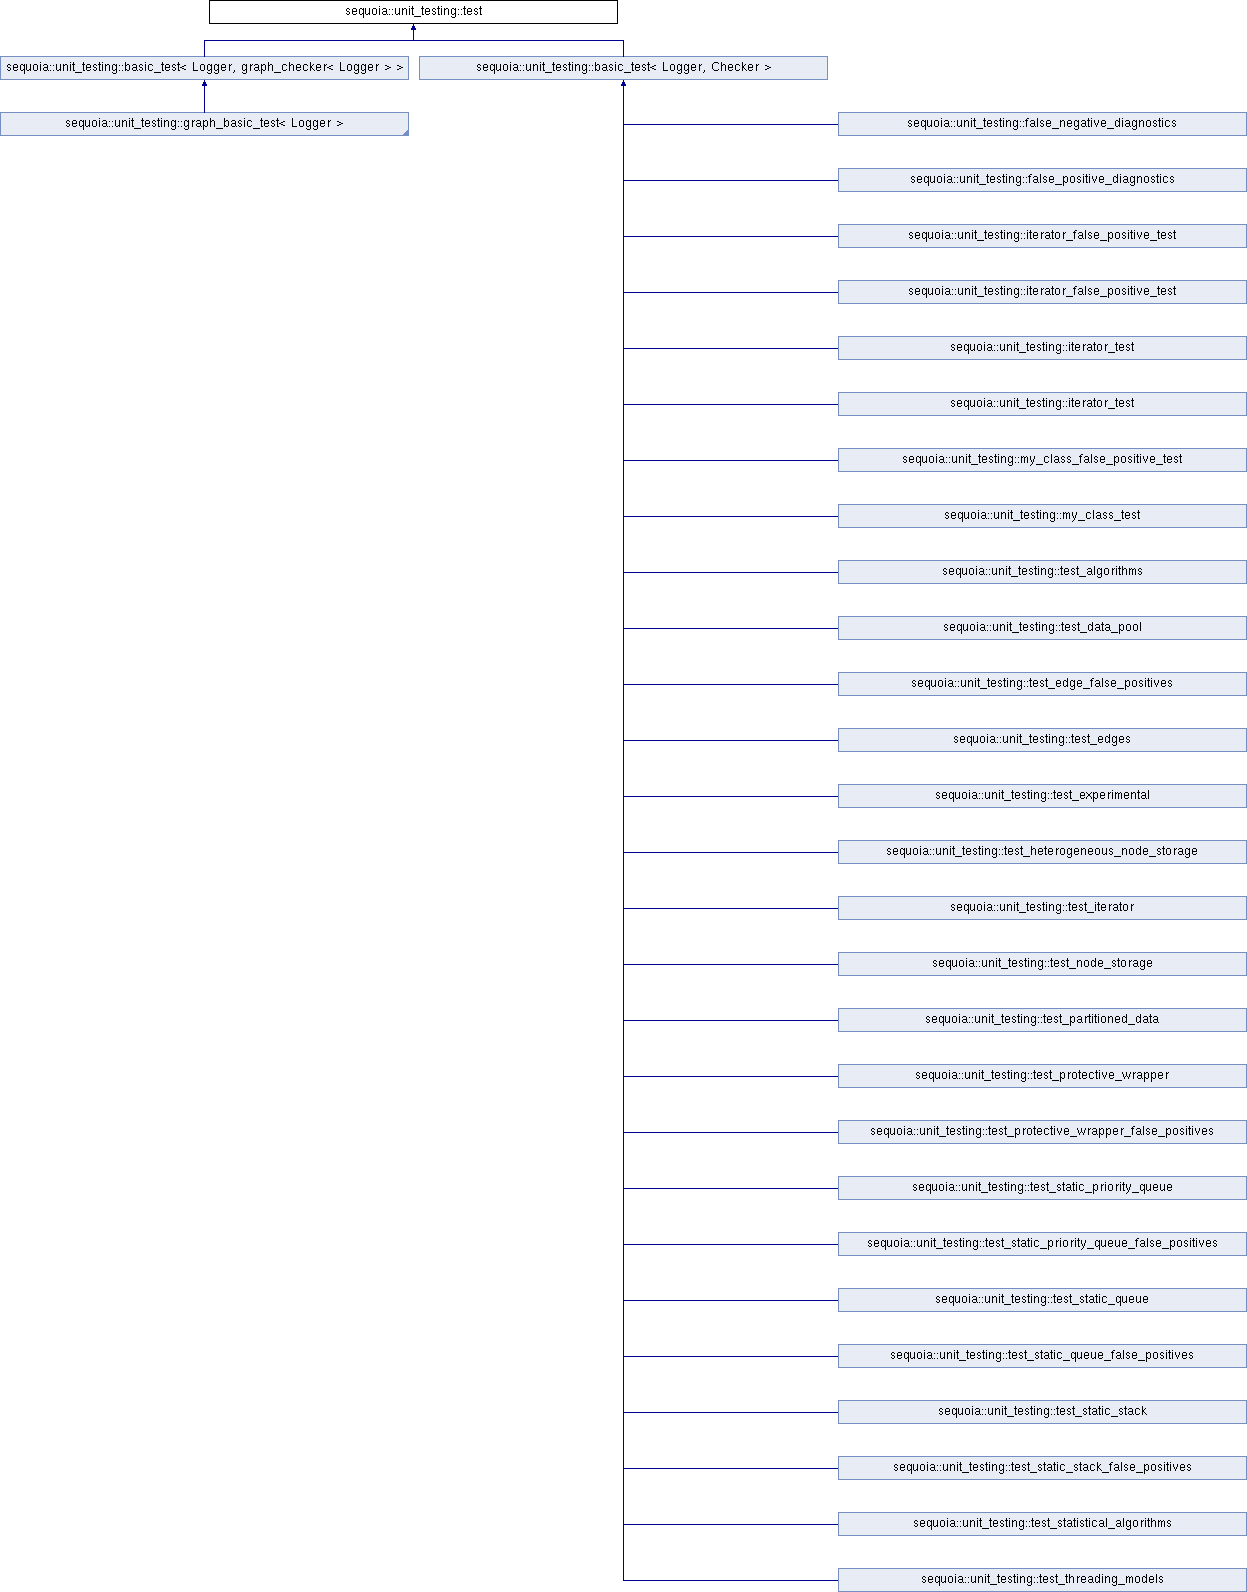 sequoia::unit_testing::test
sequoia::unit_testing::basic_test< Logger, graph_checker< Logger > >
sequoia::unit_testing::basic_test< Logger, Checker >
sequoia::unit_testing::graph_basic_test< Logger >
sequoia::unit_testing::false_negative_diagnostics
sequoia::unit_testing::false_positive_diagnostics
sequoia::unit_testing::iterator_false_positive_test
sequoia::unit_testing::iterator_false_positive_test
sequoia::unit_testing::iterator_test
sequoia::unit_testing::iterator_test
sequoia::unit_testing::my_class_false_positive_test
sequoia::unit_testing::my_class_test
sequoia::unit_testing::test_algorithms
sequoia::unit_testing::test_data_pool
sequoia::unit_testing::test_edge_false_positives
sequoia::unit_testing::test_edges
sequoia::unit_testing::test_experimental
sequoia::unit_testing::test_heterogeneous_node_storage
sequoia::unit_testing::test_iterator
sequoia::unit_testing::test_node_storage
sequoia::unit_testing::test_partitioned_data
sequoia::unit_testing::test_protective_wrapper
sequoia::unit_testing::test_protective_wrapper_false_positives
sequoia::unit_testing::test_static_priority_queue
sequoia::unit_testing::test_static_priority_queue_false_positives
sequoia::unit_testing::test_static_queue
sequoia::unit_testing::test_static_queue_false_positives
sequoia::unit_testing::test_static_stack
sequoia::unit_testing::test_static_stack_false_positives
sequoia::unit_testing::test_statistical_algorithms
sequoia::unit_testing::test_threading_models